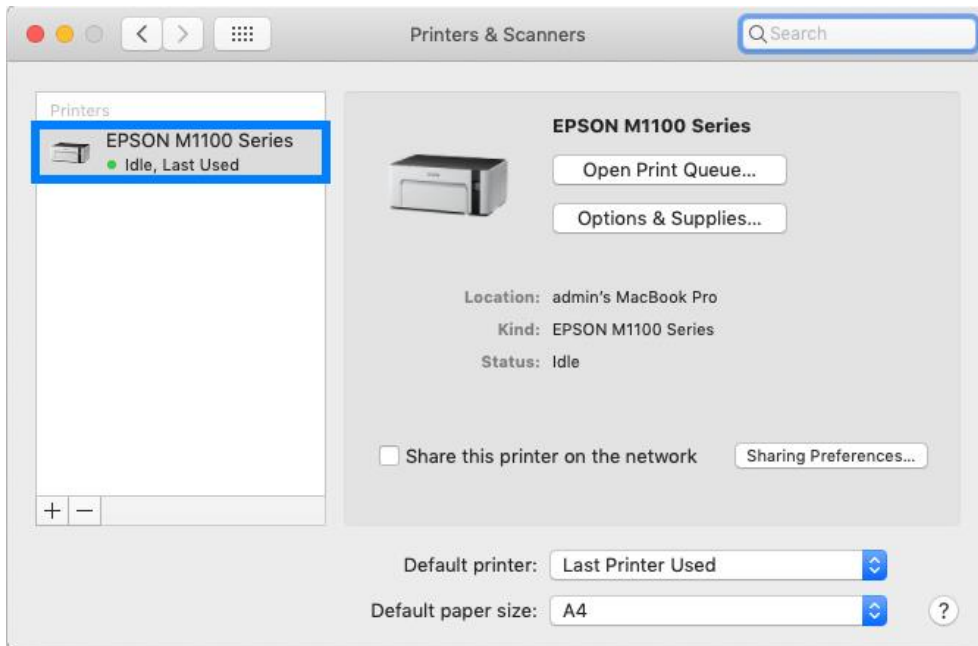 Printers & Scanners
Search
Printers
EPSON M1100 Series
Idle, Last Used
EPSON M1100 Series
Open Print Queue...
Options & Supplies...
Location: admin's MacBook Pro
Kind: EPSON M1100 Series
Status: Idle
Share this printer on the network
Sharing Preferences...
+ −
Default printer: Last Printer Used
Default paper size: A4
?